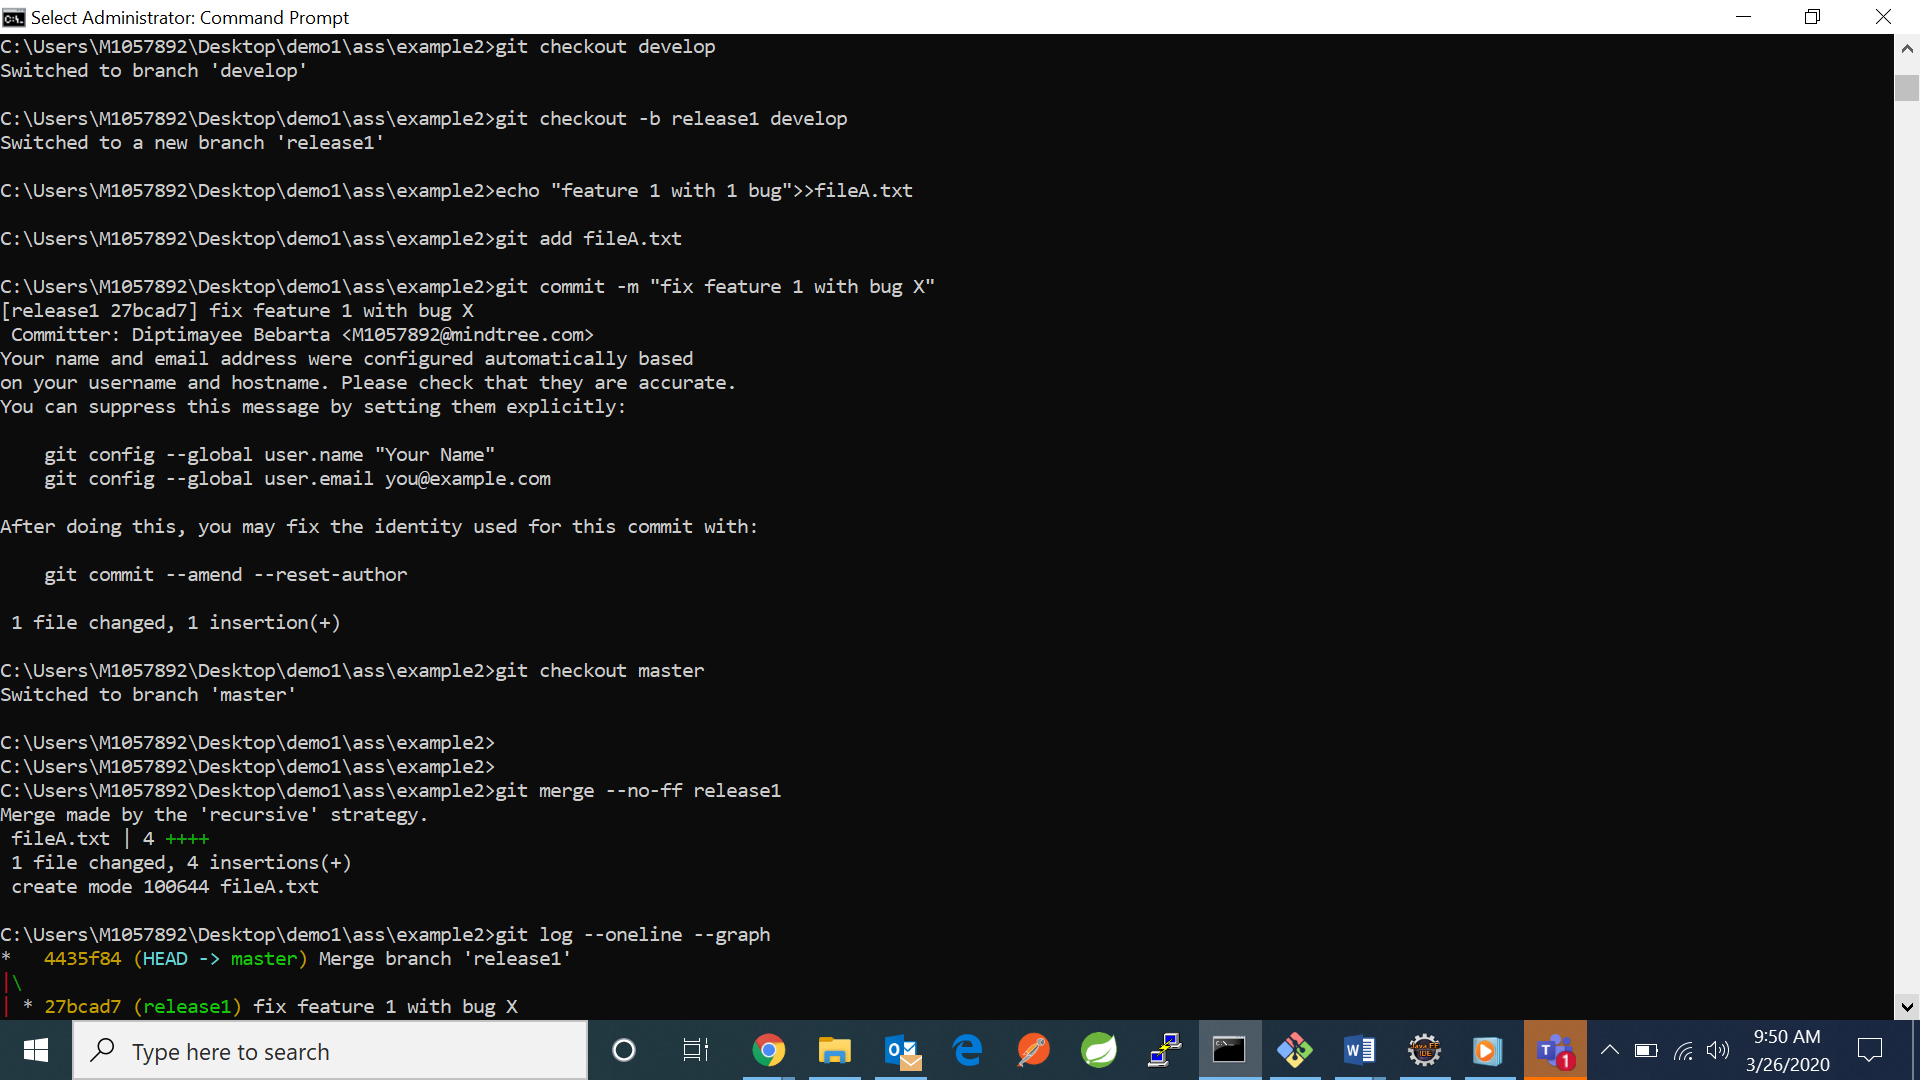 Select Administrator: Command Prompt
C:\Users\M1057892\Desktop\demo1\ass\example2>git checkout develop
Switched to branch 'develop'
C:\Users\M1057892\Desktop\demo1\ass\example2>git checkout -b release1 develop
Switched to a new branch 'release1'
C:\Users\M1057892\Desktop\demo1\ass\example2>echo "feature 1 with 1 bug">>fileA.txt
C:\Users\M1057892\Desktop\demo1\ass\example2>git add fileA.txt
C:\Users\M1057892\Desktop\demo1\ass\example2>git commit -m "fix feature 1 with bug X"
[release1 27bcad7] fix feature 1 with bug X
Committer: Diptimayee Bebarta <M1057892@mindtree.com>
Your name and email address were configured automatically based
on your username and hostname. Please check that they are accurate.
You can suppress this message by setting them explicitly:
git config --global user.name "Your Name"
git config --global user.email you@example.com
After doing this, you may fix the identity used for this commit with:
git commit --amend --reset-author
1 file changed, 1 insertion(+)
C:\Users\M1057892\Desktop\demo1\ass\example2>git checkout master
Switched to branch 'master'
C:\Users\M1057892\Desktop\demo1\ass\example2>
C:\Users\M1057892\Desktop\demo1\ass\example2>
C:\Users\M1057892\Desktop\demo1\ass\example2>git merge --no-ff release1
Merge made by the 'recursive' strategy.
fileA.txt | 4 ++++
1 file changed, 4 insertions(+)
create mode 100644 fileA.txt
C:\Users\M1057892\Desktop\demo1\ass\example2>git log --oneline --graph
*   4435f84 (HEAD -> master) Merge branch 'release1'
|\
| * 27bcad7 (release1) fix feature 1 with bug X
Type here to search
9:50 AM
3/26/2020